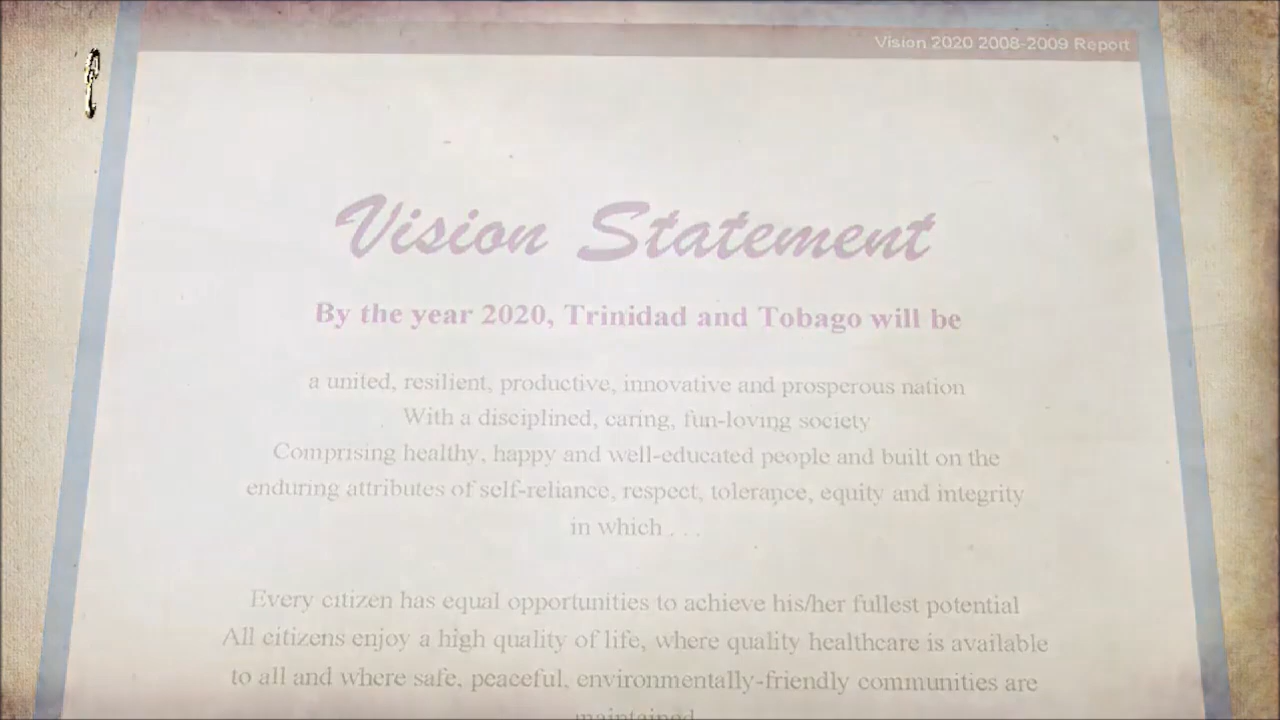 Vision 2020 2008-2009 Report
Vision Statement
By the year 2020, Trinidad and Tobago will be
a united, resilient, productive, innovative and prosperous nation
With a disciplined, caring, fun-loving society
Comprising healthy, happy and well-educated people and built on the
enduring attributes of self-reliance, respect, tolerance, equity and integrity
in which . . .
Every citizen has equal opportunities to achieve his/her fullest potential
All citizens enjoy a high quality of life, where quality healthcare is available
to all and where safe, peaceful, environmentally-friendly communities are
maintained